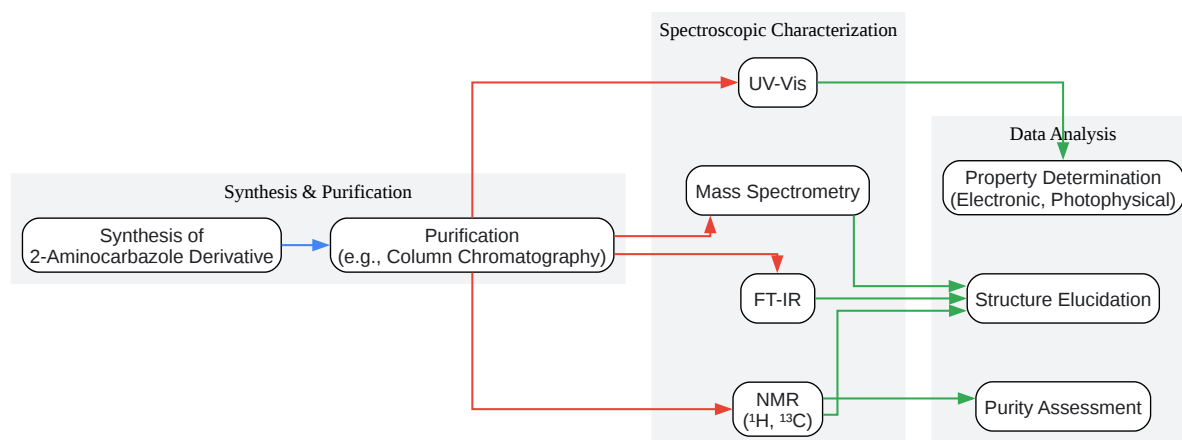 Spectroscopic Characterization
UV-Vis
Data Analysis
Mass Spectrometry
Property Determination
(Electronic, Photophysical)
Synthesis & Purification
Synthesis of
2-Aminocarbazole Derivative
Purification
(e.g., Column Chromatography)
FT-IR
Structure Elucidation
NMR
(¹H, ¹³C)
Purity Assessment